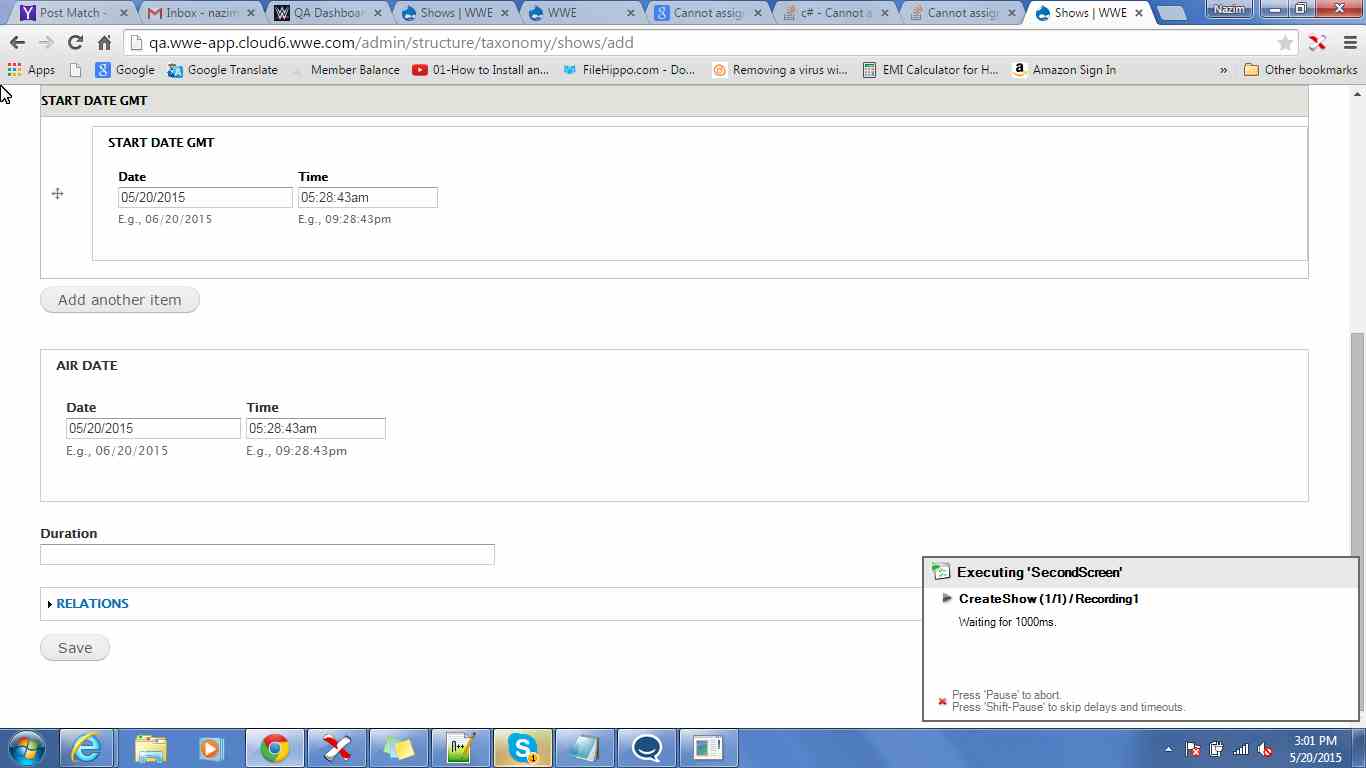 Post Match -
Inbox - nazim
QA Dashboa
Shows | WWE
WWE
Cannot assig
c# - Cannot a
Cannot assig
Shows | WWE
Nazim
qa.wwe-app.cloud6.wwe.com/admin/structure/taxonomy/shows/add
Apps
Google
Google Translate
Member Balance
01-How to Install an...
FileHippo.com - Do...
Removing a virus wi...
EMI Calculator for H...
Amazon Sign In
»
Other bookmarks
START DATE GMT
START DATE GMT
Date Time
05/20/2015 05:28:43am
E.g., 06/20/2015 E.g., 09:28:43pm
Add another item
AIR DATE
Date Time
05/20/2015 05:28:43am
E.g., 06/20/2015 E.g., 09:28:43pm
Duration
RELATIONS
Save
Executing 'SecondScreen'
CreateShow (1/1) / Recording1
Waiting for 1000ms.
Press 'Pause' to abort.
Press 'Shift-Pause' to skip delays and timeouts.
3:01 PM
5/20/2015